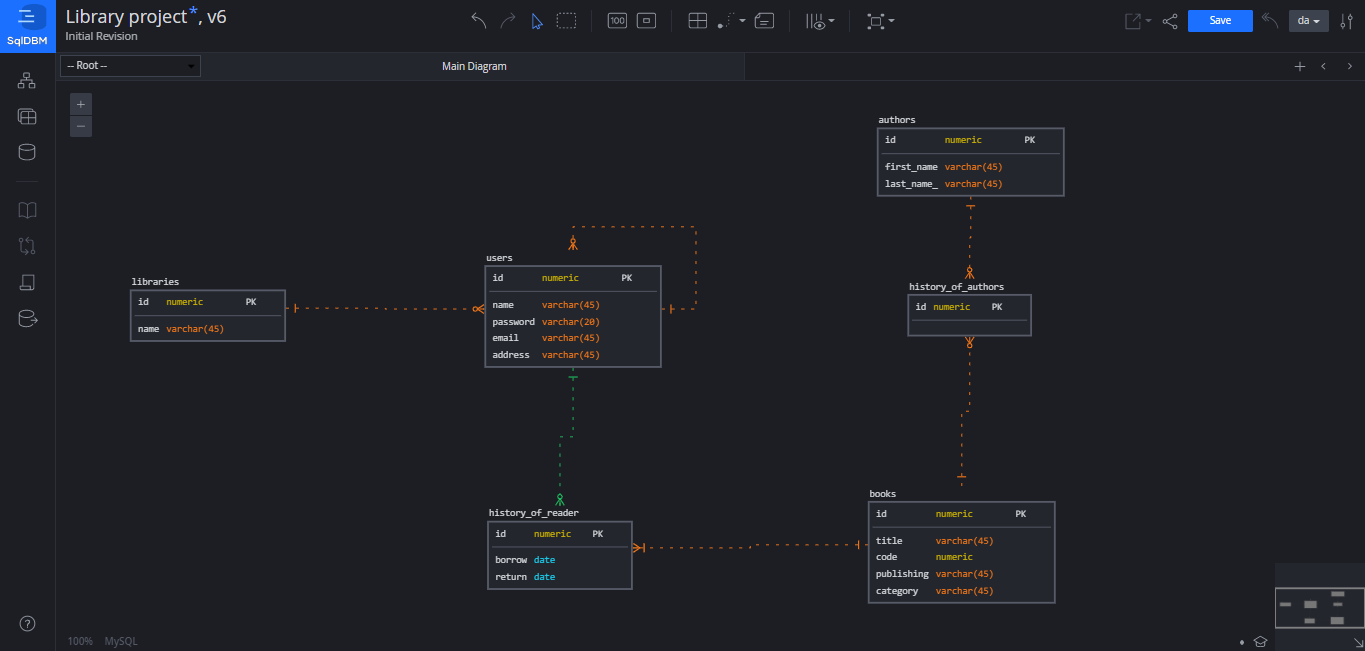 SqlDBM
Library project*, v6
Initial Revision
100
Save
da
-- Root --
Main Diagram
+
−
authors
id numeric PK
first_name varchar(45)
last_name_ varchar(45)
users
id numeric PK
name varchar(45)
password varchar(20)
email varchar(45)
address varchar(45)
libraries
id numeric PK
name varchar(45)
history_of_authors
id numeric PK
history_of_reader
id numeric PK
borrow date
return date
books
id numeric PK
title varchar(45)
code numeric
publishing varchar(45)
category varchar(45)
100% MySQL